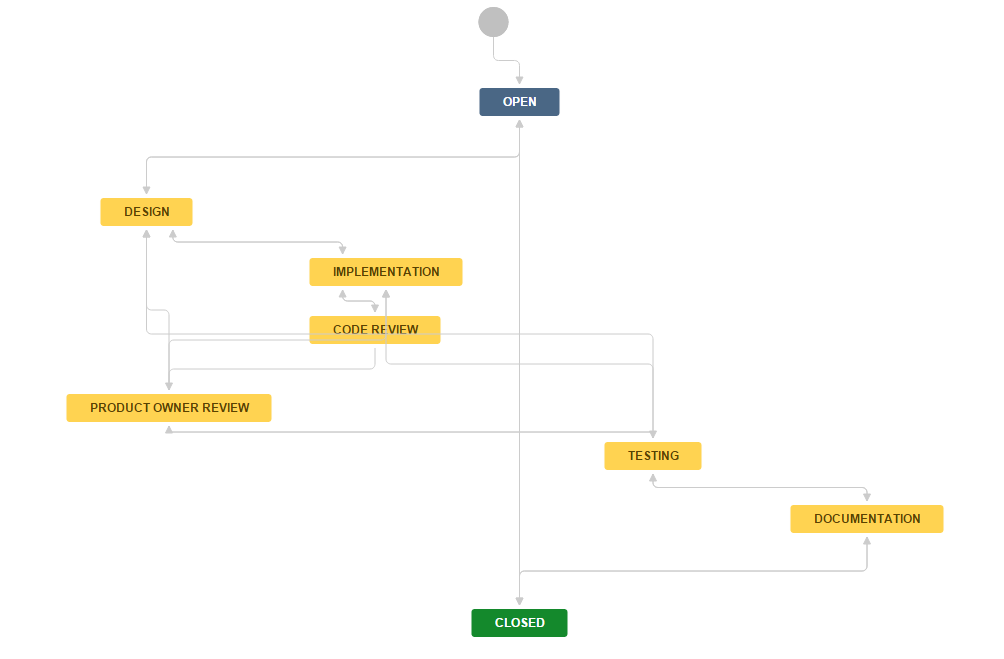 OPEN
DESIGN
IMPLEMENTATION
CODE REVIEW
PRODUCT OWNER REVIEW
TESTING
DOCUMENTATION
CLOSED